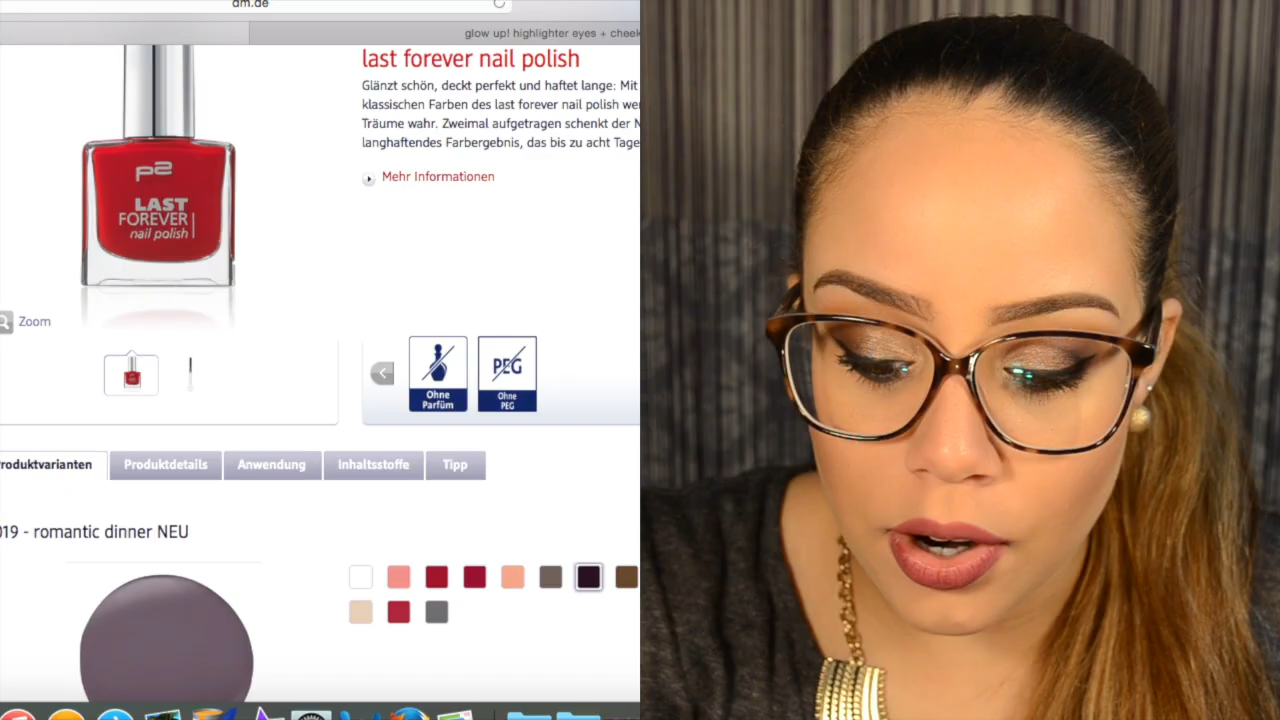 dm.de
glow up! highlighter eyes + cheek
last forever nail polish
Glänzt schön, deckt perfekt und haftet lange: Mit
klassischen Farben des last forever nail polish we
Träume wahr. Zweimal aufgetragen schenkt der N
langhaftendes Farbergebnis, das bis zu acht Tage
Mehr Informationen
p2
LAST
FOREVER
nail polish
Zoom
Ohne
Parfüm
PEG
Ohne
PEG
roduktvarianten
Produktdetails
Anwendung
Inhaltsstoffe
Tipp
019 - romantic dinner NEU